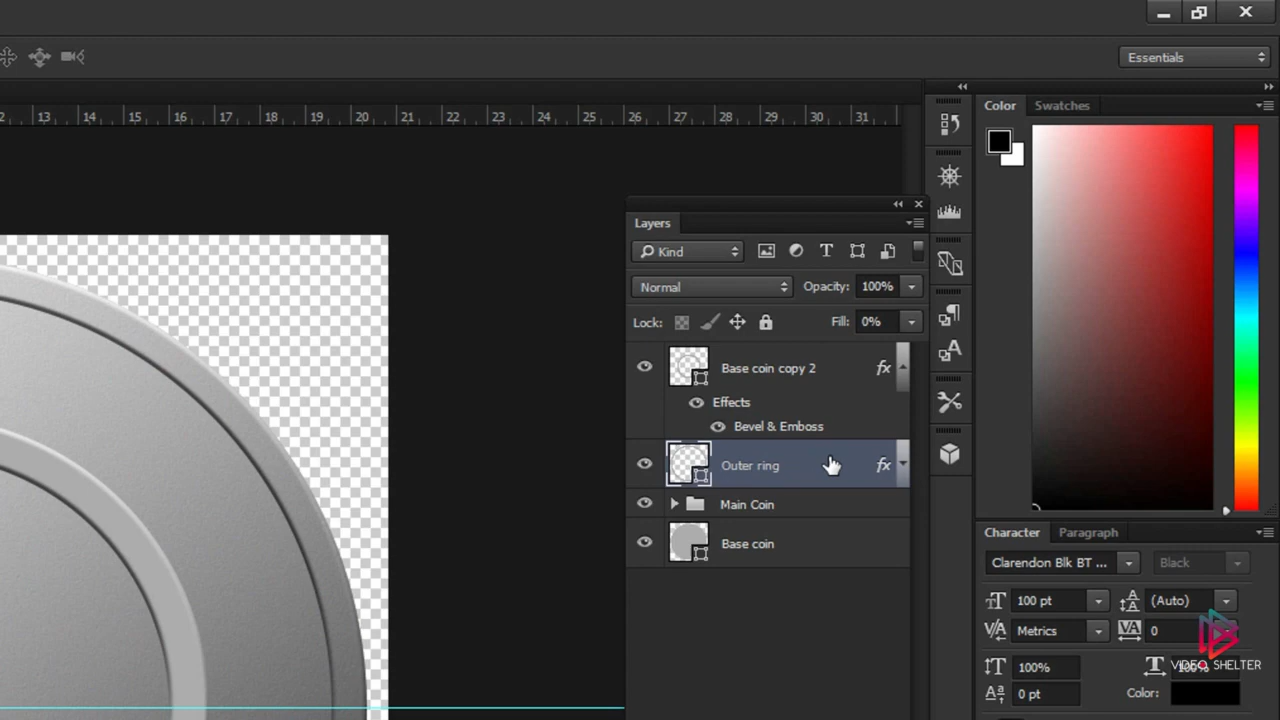 Essentials
2 13 14 15 16 17 18 19 20 21 22 23 24 25 26 27 28 29 30 31
Color Swatches
Layers
Kind
Normal Opacity: 100%
Lock: Fill: 0%
Base coin copy 2 fx
Effects
Bevel & Emboss
Outer ring fx
Main Coin
Base coin
Character Paragraph
Clarendon Blk BT ... Black
100 pt (Auto)
Metrics 0
100% 100%
VIDEO SHELTER
0 pt Color: